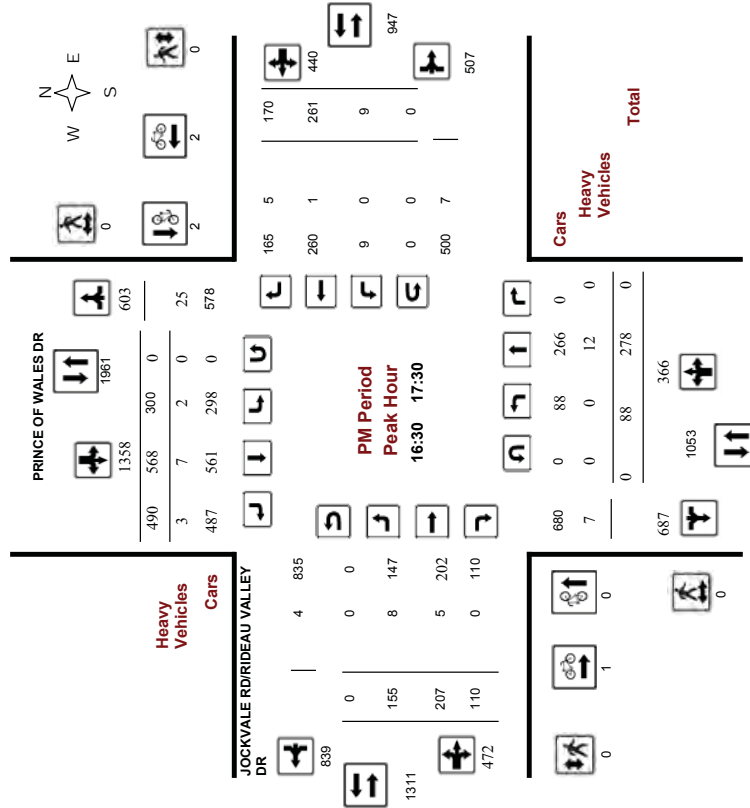 N
W E
S
0
2
2
0
PRINCE OF WALES DR
1961
1358 603
490 568 300 0
3 7 2 0 25
487 561 298 0 578
Heavy
Vehicles
Cars
440
947
507
165 5 170
260 1 261
9 0 9
0 0 0
500 7
PM Period
Peak Hour
16:30 17:30
JOCKVALE RD/RIDEAU VALLEY
DR
839
1311
472
4 835
0 0 0
155 8 147
207 5 202
110 0 110
Cars
Heavy
Vehicles
Total
680 0 88 266 0
7 0 0 12 0
0 88 278 0
687 366
1053
0
1
0
0